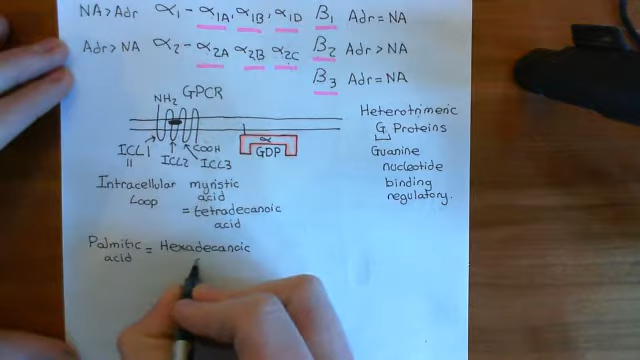 NA > Adr α1 - α1A, α1B, α1D β1 Adr = NA
Adr > NA α2 - α2A α2B α2C β2 Adr > NA
β3 Adr = NA
NH2 GPCR
Heterotrimeric
G Proteins
Guanine
nucleotide
binding
regulatory.
α
GDP
COOH
ICL1
ICL2
ICL3
Intracellular
Loop
myristic
acid
= tetradecanoic
acid
Palmitic
acid
= Hexadecanoic